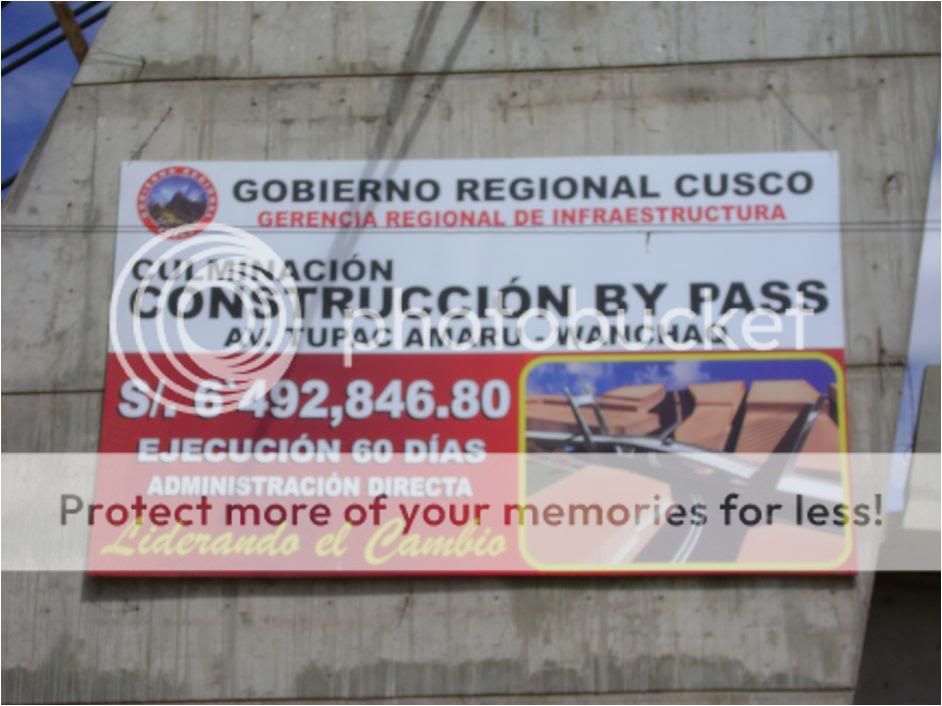 GOBIERNO REGIONAL CUSCO
GERENCIA REGIONAL DE INFRAESTRUCTURA
CULMINACIÓN
CONSTRUCCIÓN BY PASS
AV. TUPAC AMARU - WANCHAQ
photobucket
S/. 6'492,846.80
EJECUCIÓN 60 DÍAS
ADMINISTRACIÓN DIRECTA
Protect more of your memories for less!
Liderando el Cambio